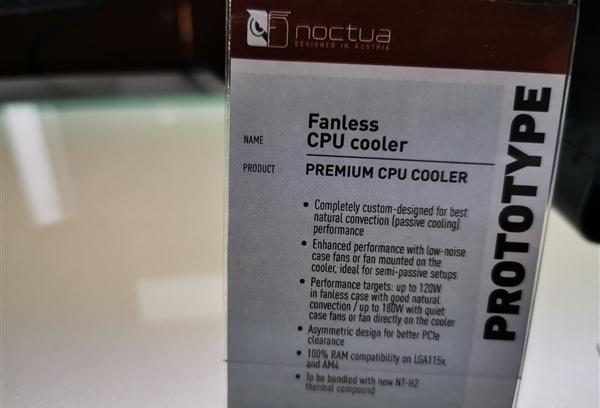 noctua
DESIGNED IN AUSTRIA
NAME
Fanless
CPU cooler
PRODUCT
PREMIUM CPU COOLER
• Completely custom-designed for best
natural convection (passive cooling)
performance
• Enhanced performance with low-noise
case fans or fan mounted on the
cooler, ideal for semi-passive setups
• Performance targets: up to 120W
in fanless case with good natural
convection / up to 180W with quiet
case fans or fan directly on the cooler
• Asymmetric design for better PCIe
clearance
• 100% RAM compatibility on LGA115x
and AM4
• To be bundled with new NT-H2
thermal compound
PROTOTYPE